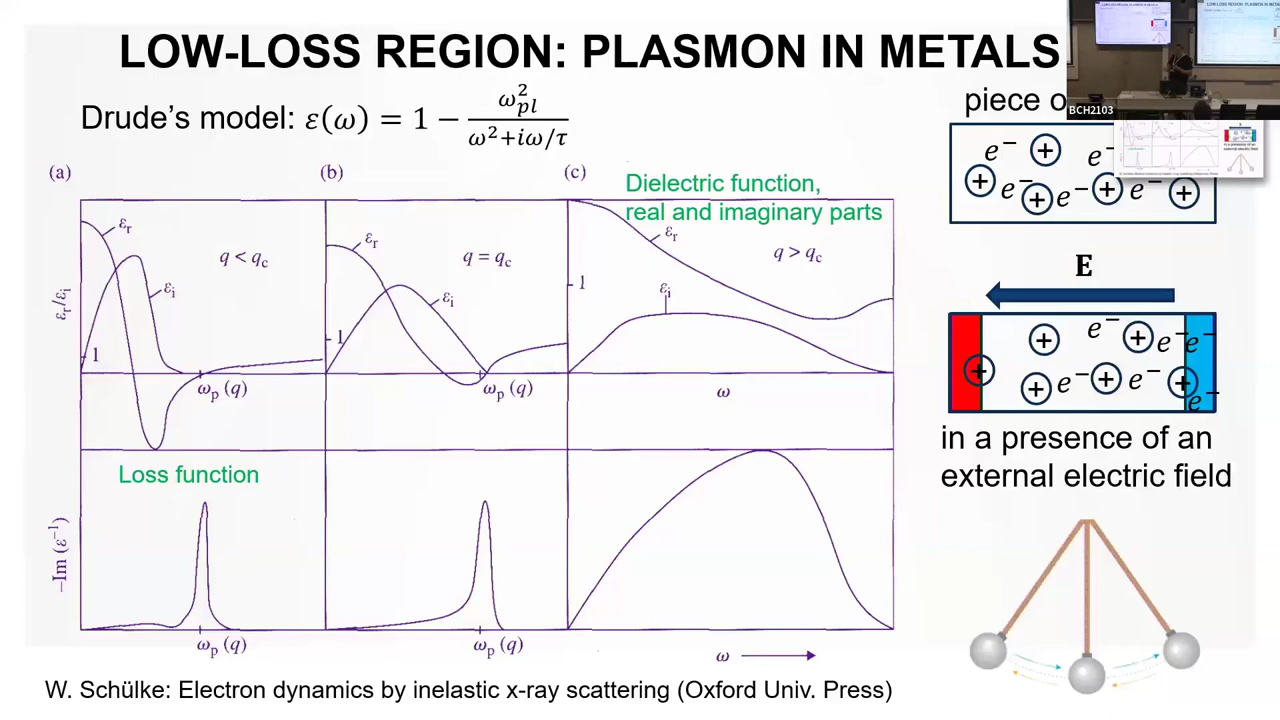 LOW-LOSS REGION: PLASMON IN METALS
Drude's model: ε(ω) = 1 − ω²pl / ω²+iω/τ
piece o
BCH2103
(a)
(b)
(c)
Dielectric function,
real and imaginary parts
εr
q < qc
εi
εr/εi
1
ωp (q)
εr
q = qc
εi
1
ωp (q)
εr
q > qc
εi
1
ω
Loss function
−Im (ε⁻¹)
ωp (q)
ωp (q)
ω
e⁻ + e⁻
+ e⁻ + e⁻ + e⁻ +
E
+ e⁻ + e⁻ e⁻
+ + e⁻ + e⁻ + e⁻
in a presence of an
external electric field
W. Schülke: Electron dynamics by inelastic x-ray scattering (Oxford Univ. Press)